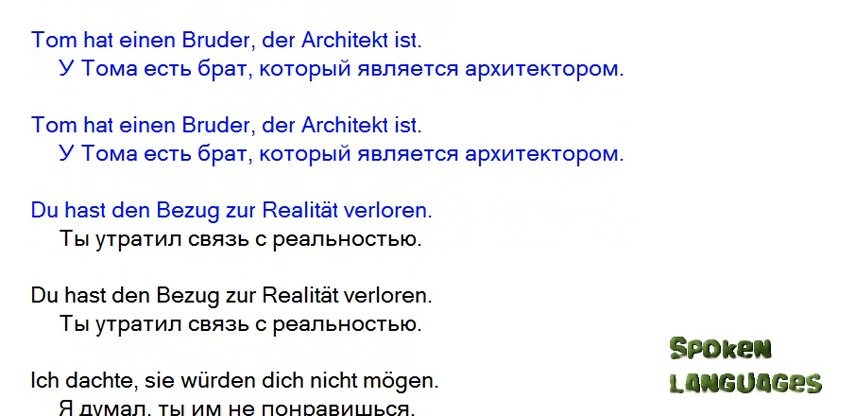 Tom hat einen Bruder, der Architekt ist.
У Тома есть брат, который является архитектором.
Tom hat einen Bruder, der Architekt ist.
У Тома есть брат, который является архитектором.
Du hast den Bezug zur Realität verloren.
Ты утратил связь с реальностью.
Du hast den Bezug zur Realität verloren.
Ты утратил связь с реальностью.
Ich dachte, sie würden dich nicht mögen.
Я думал, ты им не понравишься.
Spoken
Languages